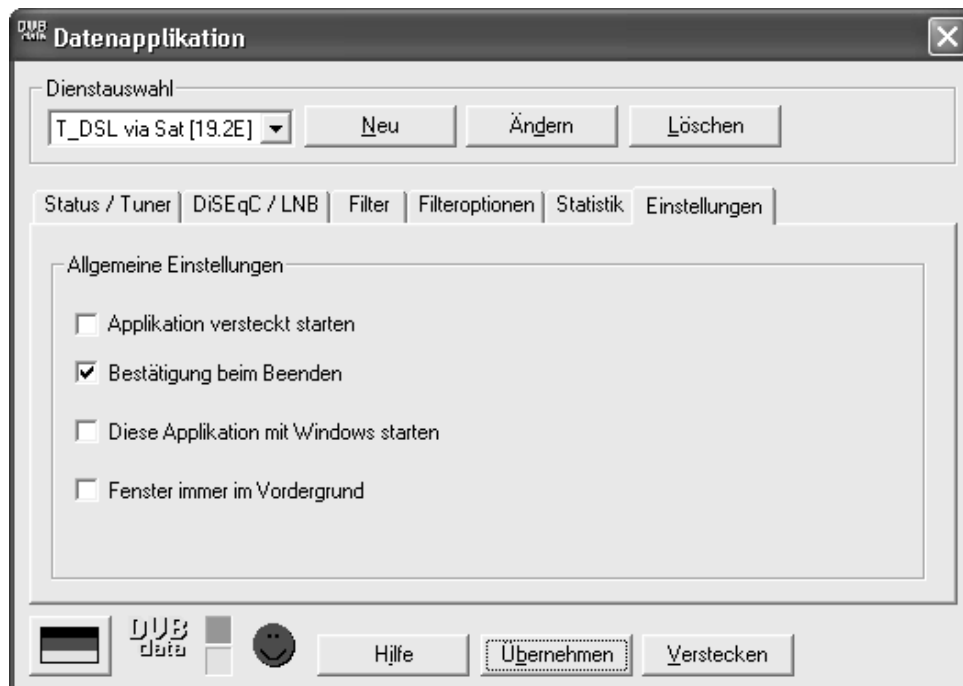 DVB data Datenapplikation
Dienstauswahl
T_DSL via Sat [19.2E] Neu Ändern Löschen
Status / Tuner DiSEqC / LNB Filter Filteroptionen Statistik Einstellungen
Allgemeine Einstellungen
Applikation versteckt starten
Bestätigung beim Beenden
Diese Applikation mit Windows starten
Fenster immer im Vordergrund
DVB
data
Hilfe Übernehmen Verstecken